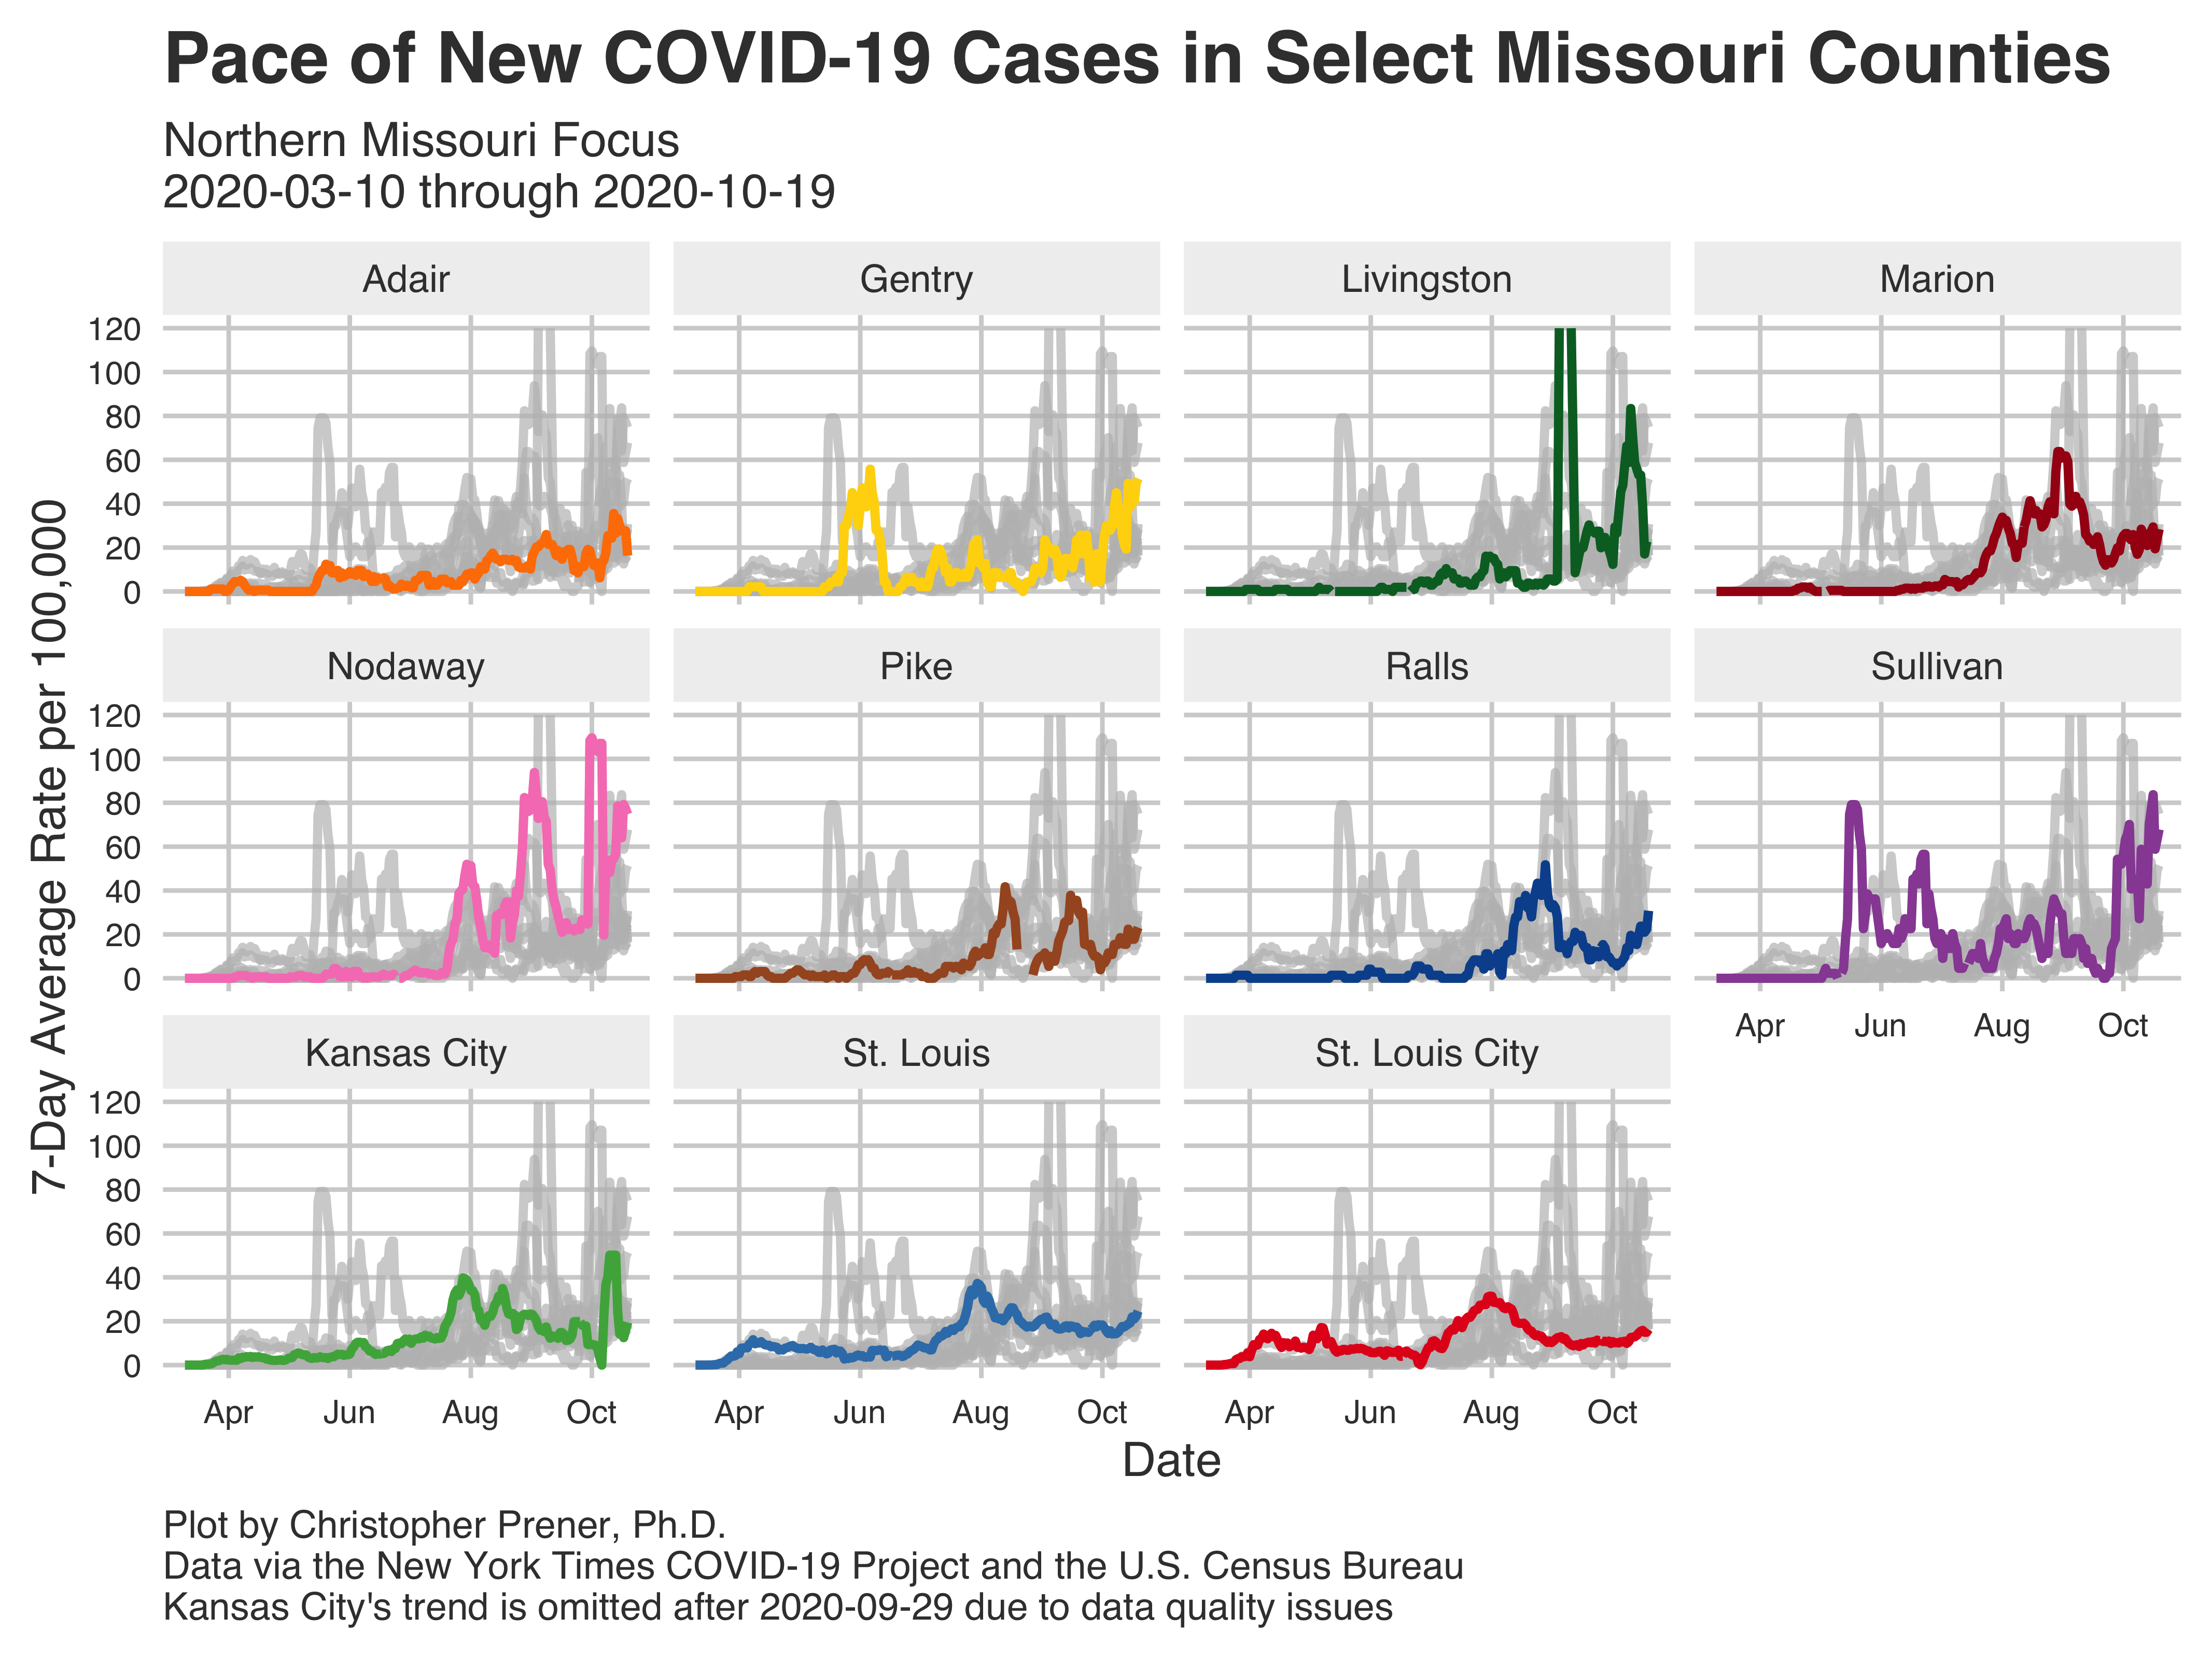 Pace of New COVID-19 Cases in Select Missouri Counties
Northern Missouri Focus
2020-03-10 through 2020-10-19
7-Day Average Rate per 100,000
Adair
Gentry
Livingston
Marion
120
100
80
60
40
20
0
Nodaway
Pike
Ralls
Sullivan
120
100
80
60
40
20
0
Apr Jun Aug Oct
Kansas City
St. Louis
St. Louis City
120
100
80
60
40
20
0
Apr Jun Aug Oct
Apr Jun Aug Oct
Apr Jun Aug Oct
Date
Plot by Christopher Prener, Ph.D.
Data via the New York Times COVID-19 Project and the U.S. Census Bureau
Kansas City's trend is omitted after 2020-09-29 due to data quality issues